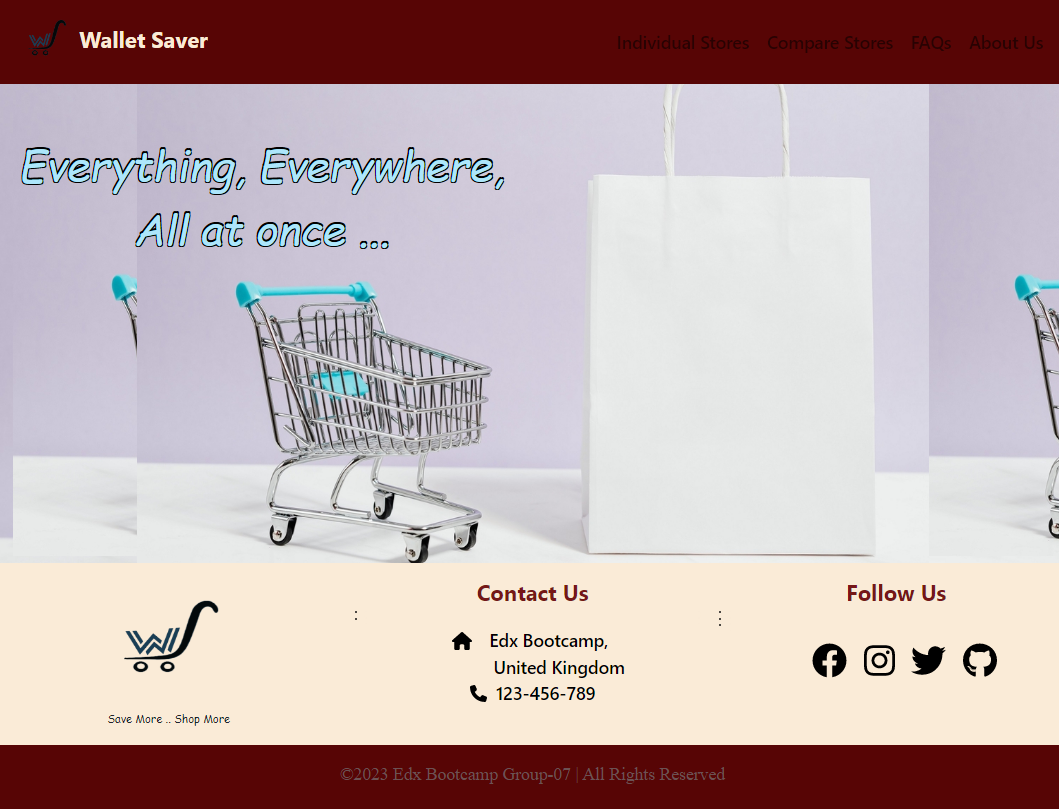 Wallet Saver
Individual Stores Compare Stores FAQs About Us
Everything, Everywhere,
All at once ...
Contact Us
Follow Us
:
⋮
Edx Bootcamp,
United Kingdom
123-456-789
Save More .. Shop More
©2023 Edx Bootcamp Group-07 | All Rights Reserved